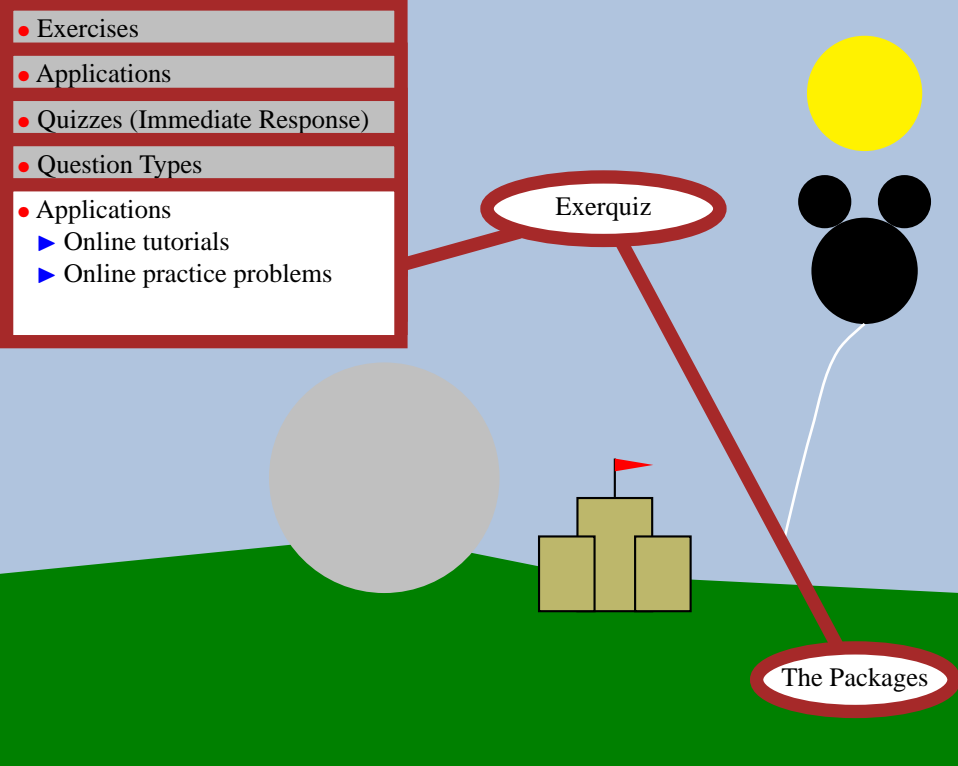 • Exercises
• Applications
• Quizzes (Immediate Response)
• Question Types
• Applications
► Online tutorials
► Online practice problems
Exerquiz
The Packages